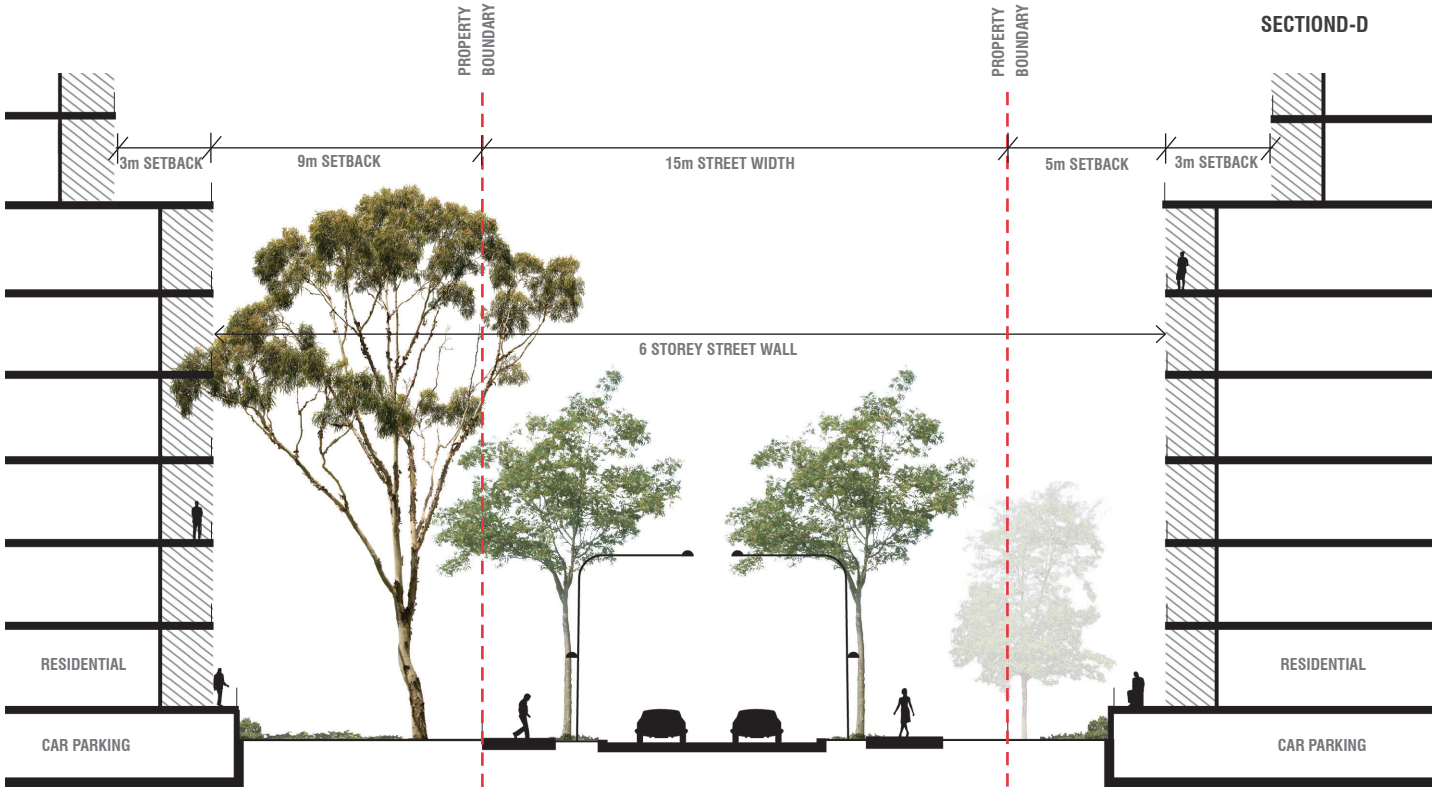 SECTIOND-D
PROPERTY
BOUNDARY
PROPERTY
BOUNDARY
3m SETBACK
9m SETBACK
15m STREET WIDTH
5m SETBACK
3m SETBACK
6 STOREY STREET WALL
RESIDENTIAL
RESIDENTIAL
CAR PARKING
CAR PARKING